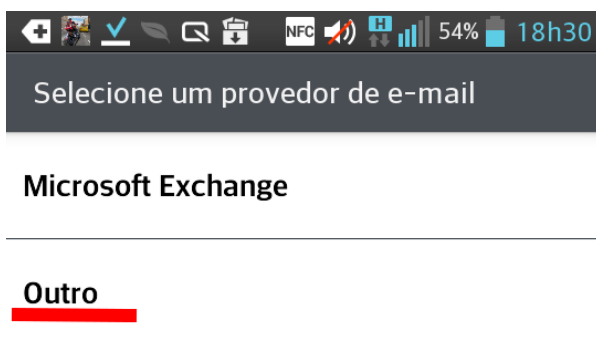 NFC H 54% 18h30
Selecione um provedor de e-mail
Microsoft Exchange
Outro